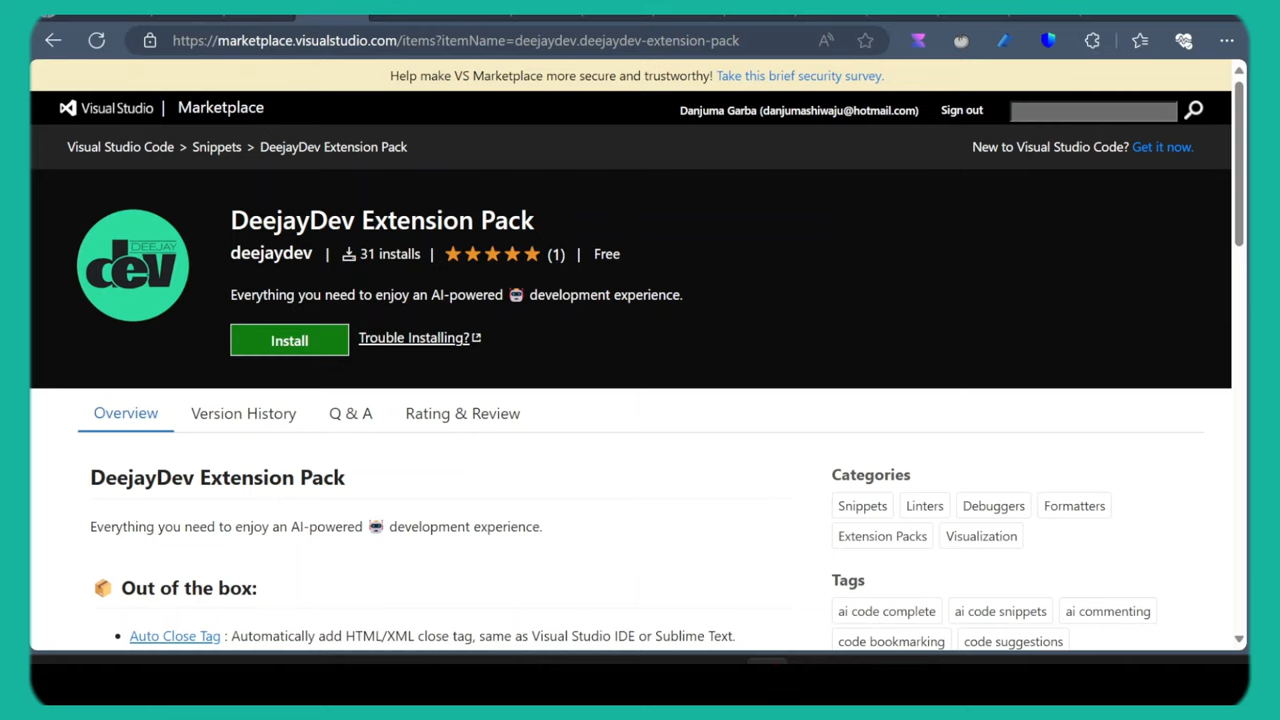 https://marketplace.visualstudio.com/items?itemName=deejaydev.deejaydev-extension-pack
Help make VS Marketplace more secure and trustworthy! Take this brief security survey.
Visual Studio | Marketplace
Danjuma Garba (danjumashiwaju@hotmail.com) Sign out
Visual Studio Code > Snippets > DeejayDev Extension Pack
New to Visual Studio Code? Get it now.
DEEJAY
dev
DeejayDev Extension Pack
deejaydev | 31 installs | (1) | Free
Everything you need to enjoy an AI-powered 🤖 development experience.
Install
Trouble Installing?
Overview Version History Q & A Rating & Review
DeejayDev Extension Pack
Everything you need to enjoy an AI-powered 🤖 development experience.
📦 Out of the box:
• Auto Close Tag : Automatically add HTML/XML close tag, same as Visual Studio IDE or Sublime Text.
Categories
Snippets Linters Debuggers Formatters
Extension Packs Visualization
Tags
ai code complete ai code snippets ai commenting
code bookmarking code suggestions